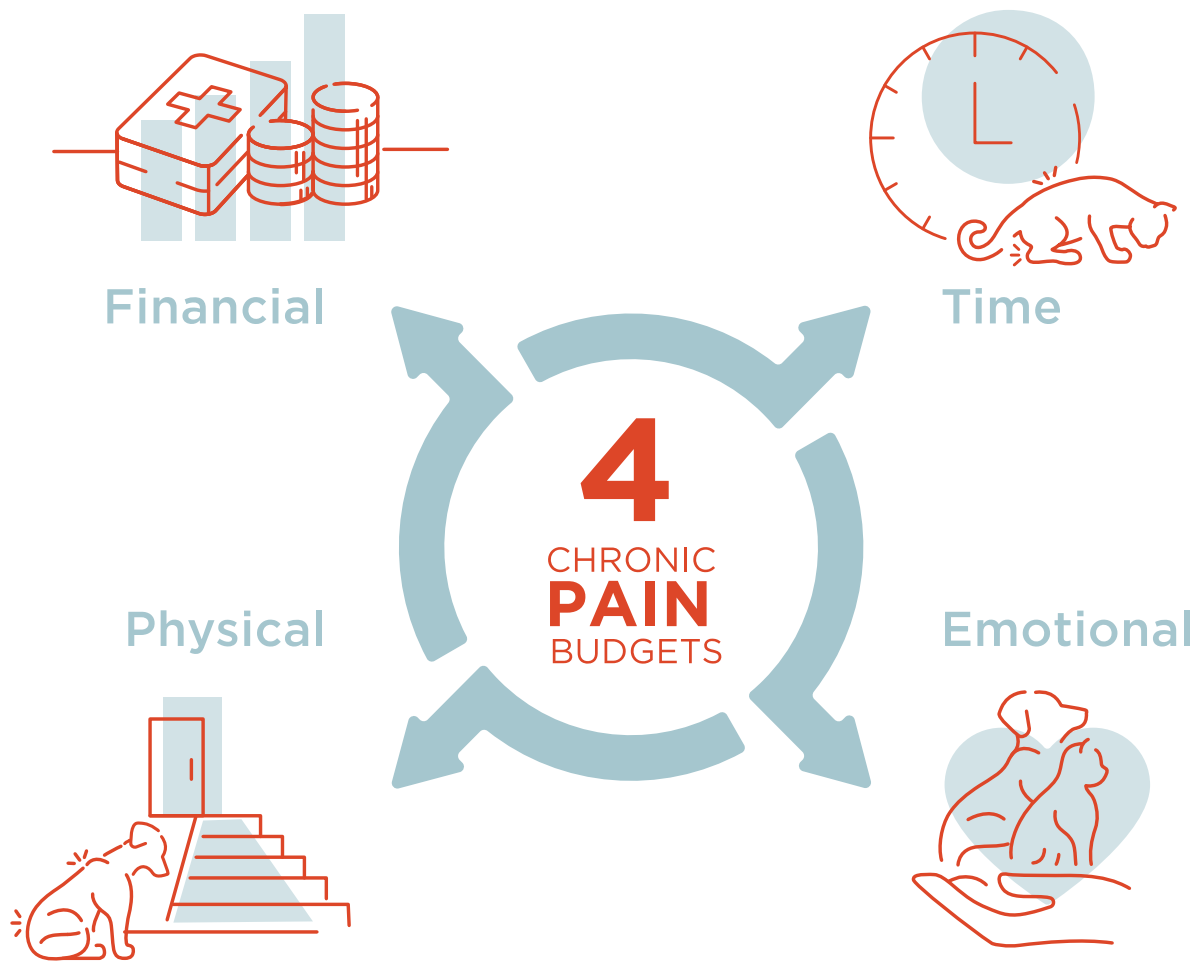 Financial
Time
4
CHRONIC
PAIN
BUDGETS
Physical
Emotional